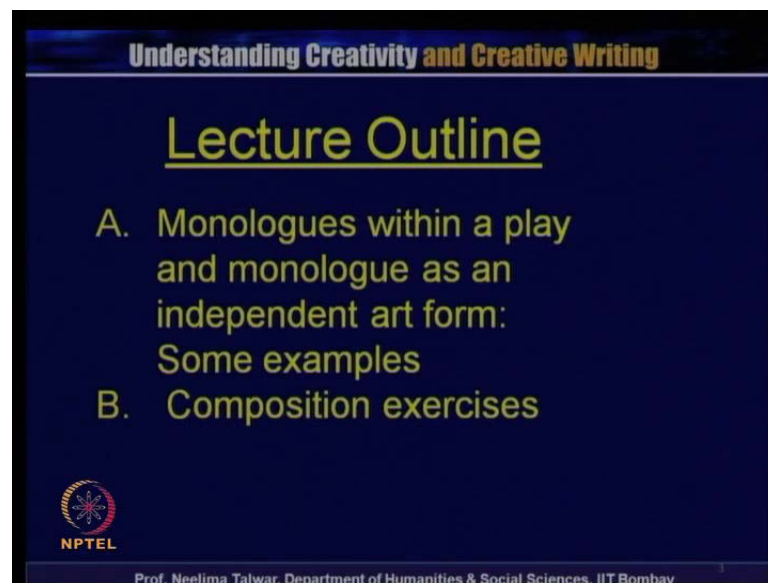 Understanding Creativity and Creative Writing
Lecture Outline
A. Monologues within a play
and monologue as an
independent art form:
Some examples
B. Composition exercises
NPTEL
3
Prof. Neelima Talwar, Department of Humanities & Social Sciences, IIT Bombay